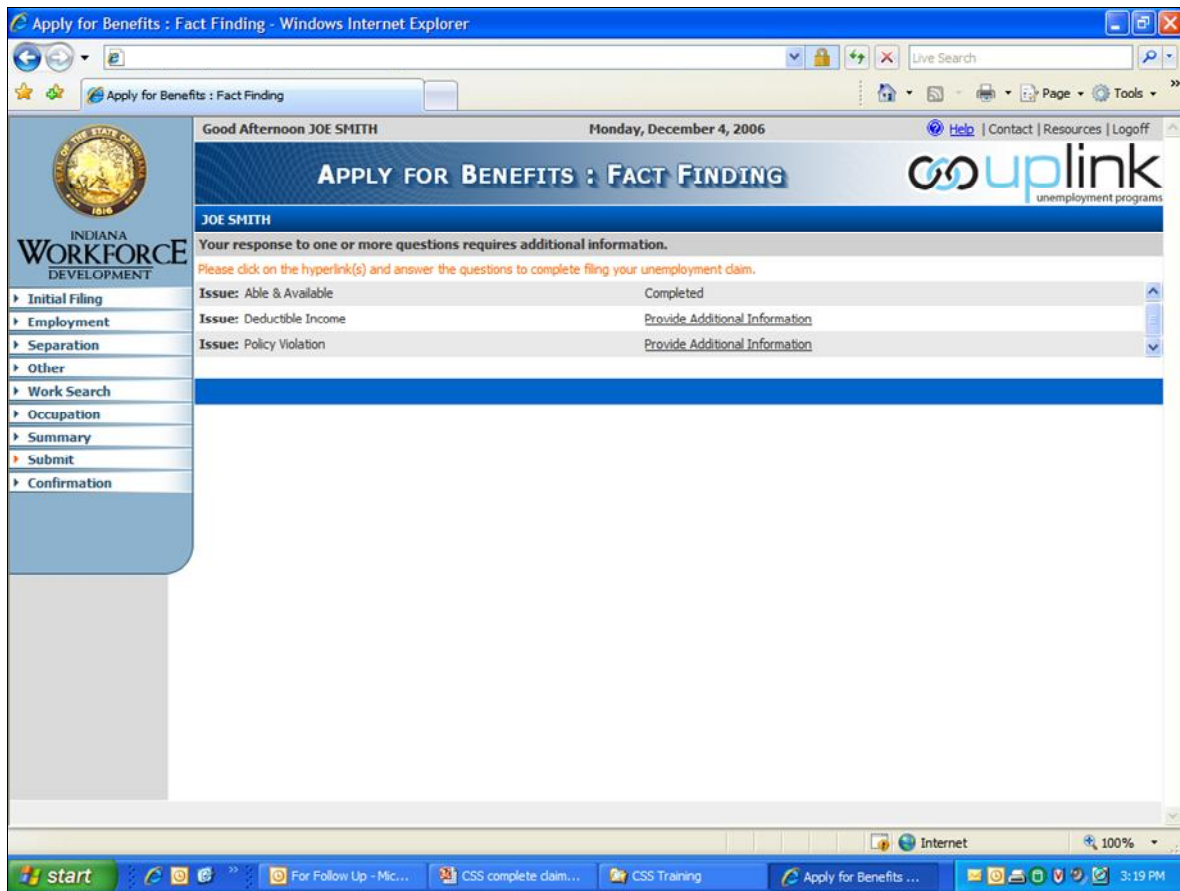 Apply for Benefits : Fact Finding - Windows Internet Explorer
Live Search
Apply for Benefits : Fact Finding
Page Tools »
Good Afternoon JOE SMITH Monday, December 4, 2006 Help | Contact | Resources | Logoff
APPLY FOR BENEFITS : FACT FINDING
uplink
unemployment programs
1816
INDIANA
WORKFORCE
DEVELOPMENT
JOE SMITH
Your response to one or more questions requires additional information.
Please click on the hyperlink(s) and answer the questions to complete filing your unemployment claim.
Issue: Able & Available Completed
Issue: Deductible Income Provide Additional Information
Issue: Policy Violation Provide Additional Information
Initial Filing
Employment
Separation
Other
Work Search
Occupation
Summary
Submit
Confirmation
Internet 100%
start » For Follow Up - Mic... CSS complete claim... CSS Training Apply for Benefits ... 3:19 PM